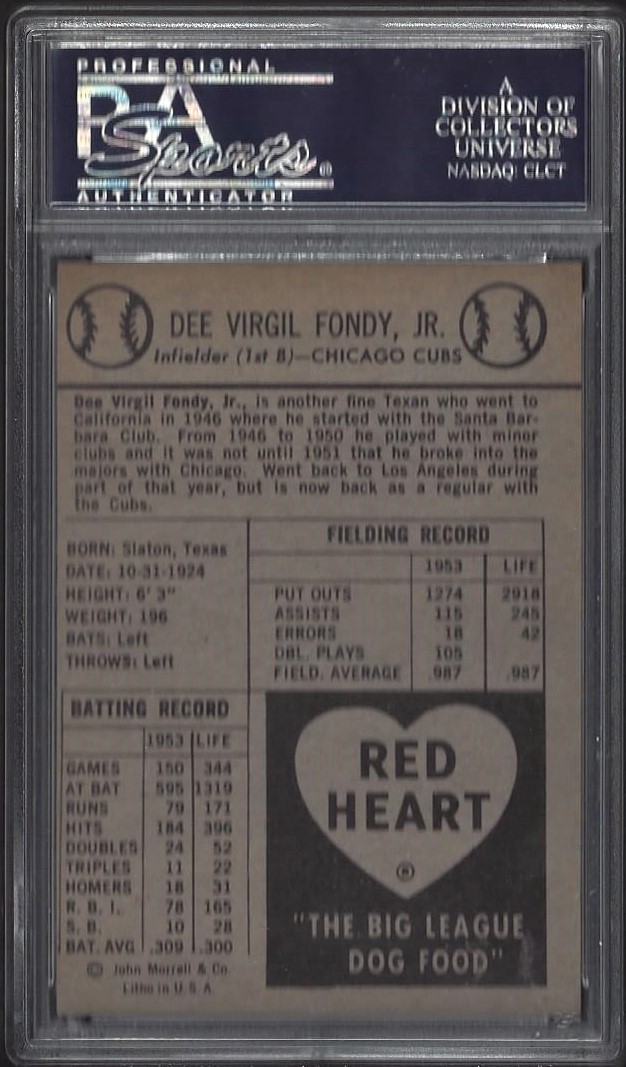 PROFESSIONAL
PSA
Sports®
AUTHENTICATOR
A
DIVISION OF
COLLECTORS
UNIVERSE
NASDAQ: CLCT
DEE VIRGIL FONDY, JR.
Infielder (1st B)—CHICAGO CUBS
Dee Virgil Fondy, Jr., is another fine Texan who went to
California in 1946 where he started with the Santa Bar-
bara Club. From 1946 to 1950 he played with minor
clubs and it was not until 1951 that he broke into the
majors with Chicago. Went back to Los Angeles during
part of that year, but is now back as a regular with
the Cubs.
BORN: Slaton, Texas
DATE: 10-31-1924
HEIGHT: 6' 3"
WEIGHT: 196
BATS: Left
THROWS: Left
FIELDING RECORD
1953 LIFE
PUT OUTS 1274 2918
ASSISTS 115 245
ERRORS 18 42
DBL. PLAYS 105
FIELD. AVERAGE .987 .987
BATTING RECORD
1953 LIFE
GAMES 150 344
AT BAT 595 1319
RUNS 79 171
HITS 184 396
DOUBLES 24 52
TRIPLES 11 22
HOMERS 18 31
R. B. I. 78 165
S. B. 10 28
BAT. AVG .309 .300
© John Morrell & Co.
Litho in U.S.A.
RED
HEART
®
"THE BIG LEAGUE
DOG FOOD"